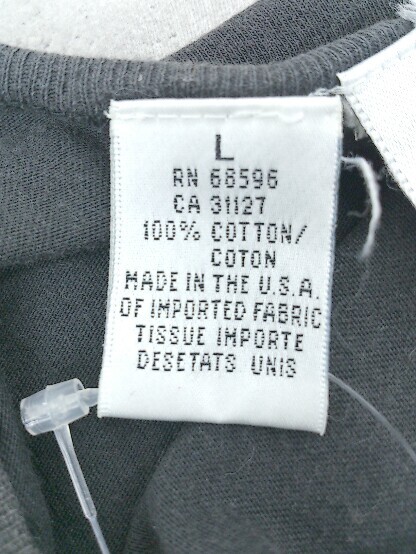 L
RN 68596
CA 31127
100% COTTON/
COTON
MADE IN THE U.S.A.
OF IMPORTED FABRIC
TISSUE IMPORTE
DESETATS UNIS